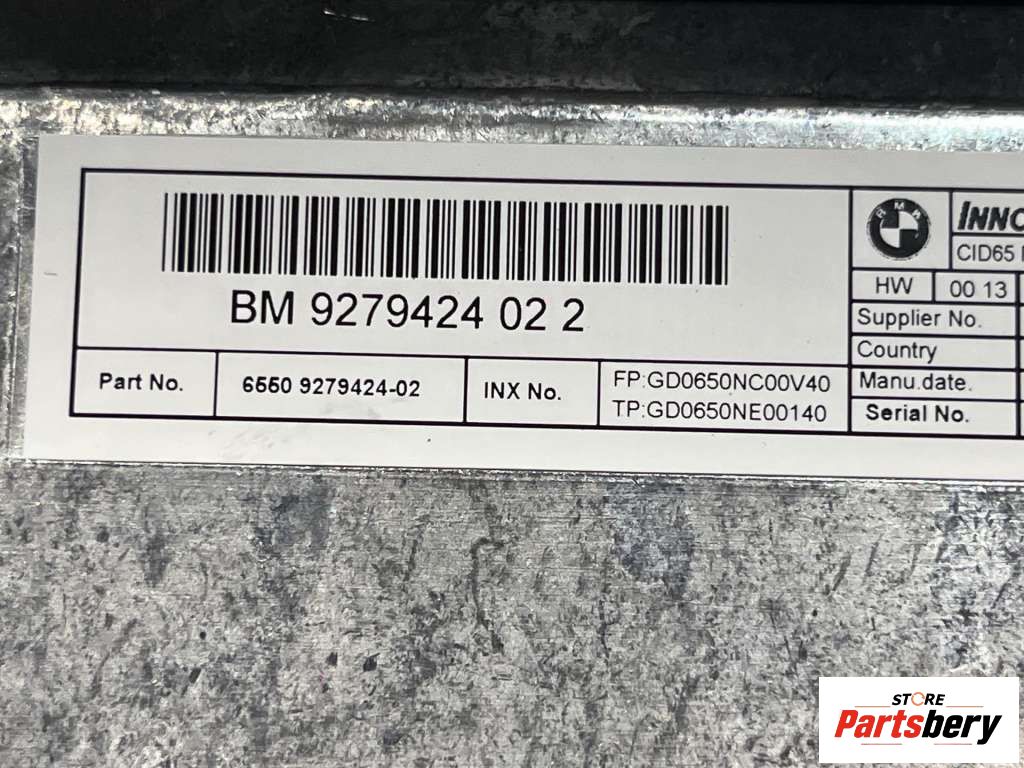 BM 9279424 02 2
Part No.
6550 9279424-02
INX No.
FP:GD0650NC00V40
TP:GD0650NE00140
BMW
INNO
CID65
HW
00 13
Supplier No.
Country
Manu.date.
Serial No.
STORE
Partsbery